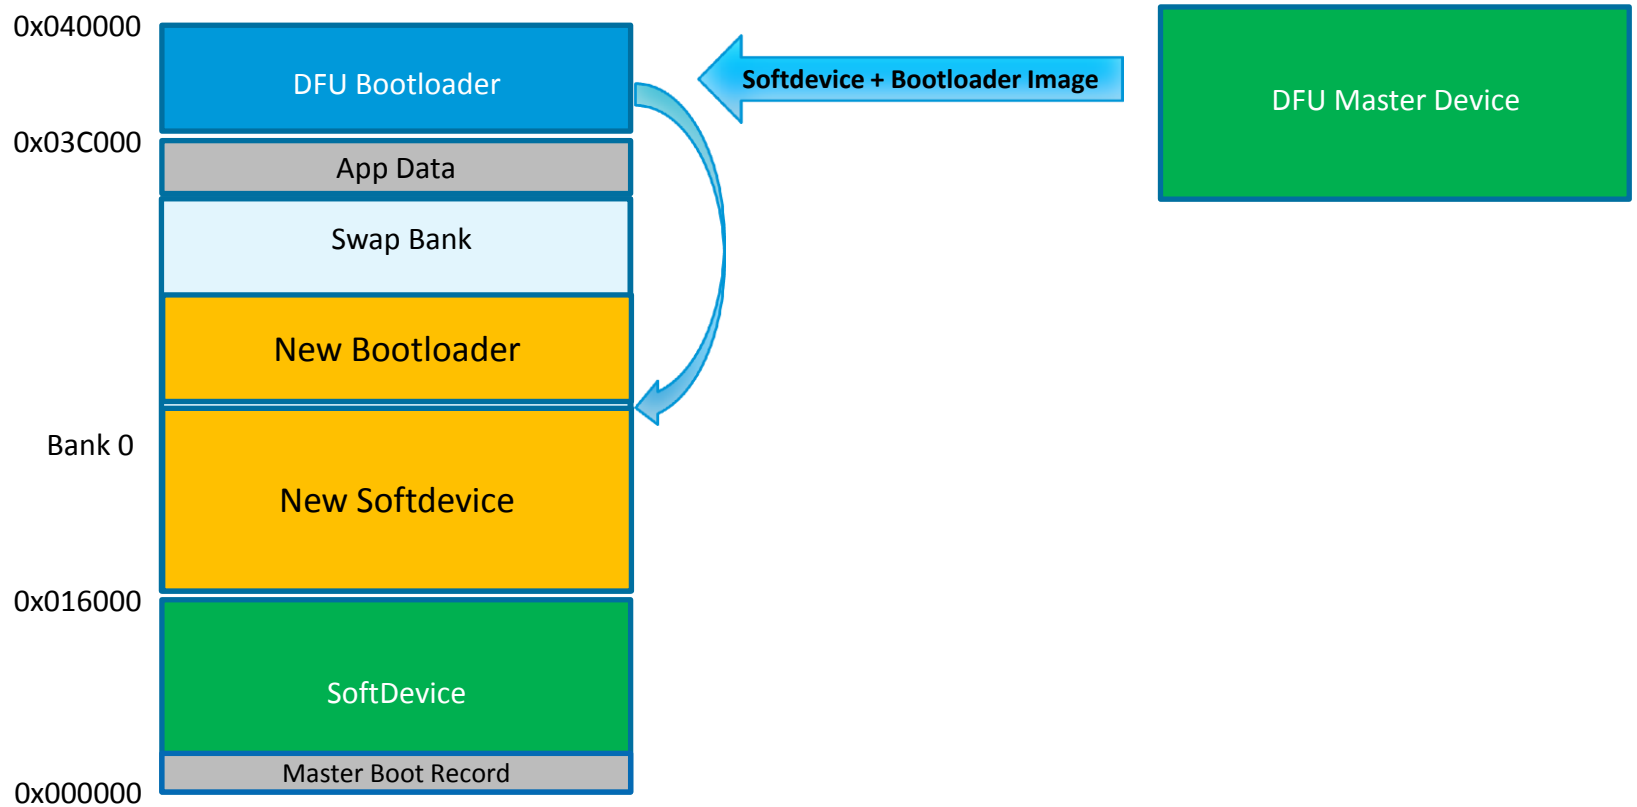 0x040000
DFU Bootloader
Softdevice + Bootloader Image
DFU Master Device
0x03C000
App Data
Swap Bank
New Bootloader
Bank 0
New Softdevice
0x016000
SoftDevice
Master Boot Record
0x000000